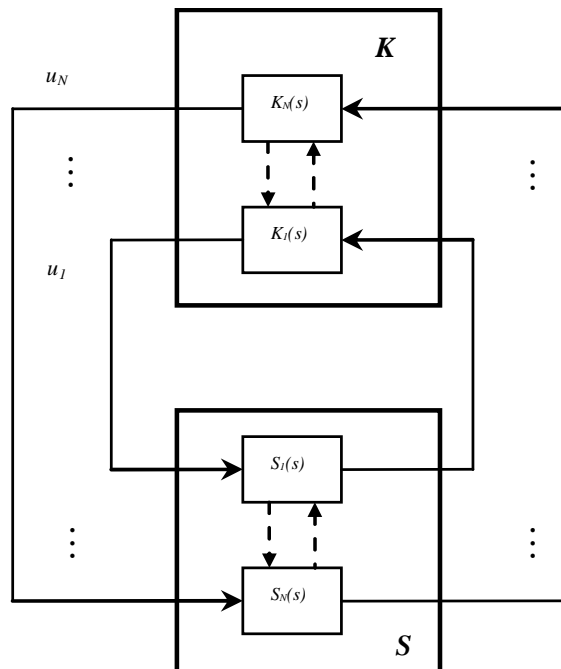 K
u_N
K_N(s)
⋮
⋮
K_1(s)
u_1
S_1(s)
⋮
⋮
S_N(s)
S